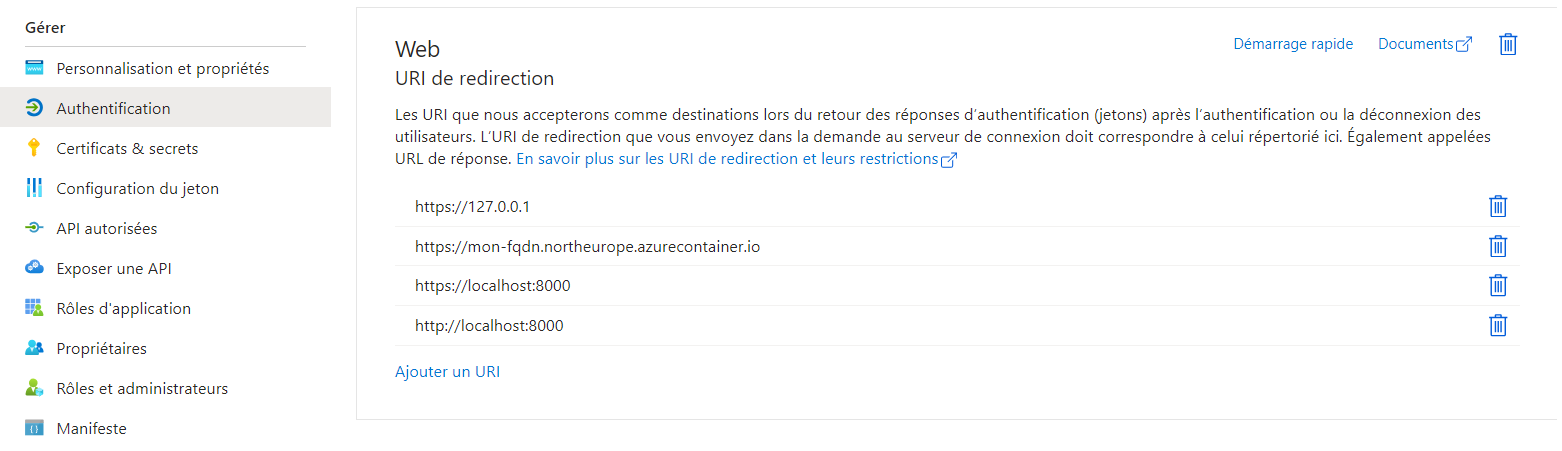 Gérer
Personnalisation et propriétés
Authentification
Certificats & secrets
Configuration du jeton
API autorisées
Exposer une API
Rôles d'application
Propriétaires
Rôles et administrateurs
Manifeste
Web
Démarrage rapide
Documents
URI de redirection
Les URI que nous accepterons comme destinations lors du retour des réponses d’authentification (jetons) après l’authentification ou la déconnexion des
utilisateurs. L’URI de redirection que vous envoyez dans la demande au serveur de connexion doit correspondre à celui répertorié ici. Également appelées
URL de réponse. En savoir plus sur les URI de redirection et leurs restrictions
https://127.0.0.1
https://mon-fqdn.northeurope.azurecontainer.io
https://localhost:8000
http://localhost:8000
Ajouter un URI